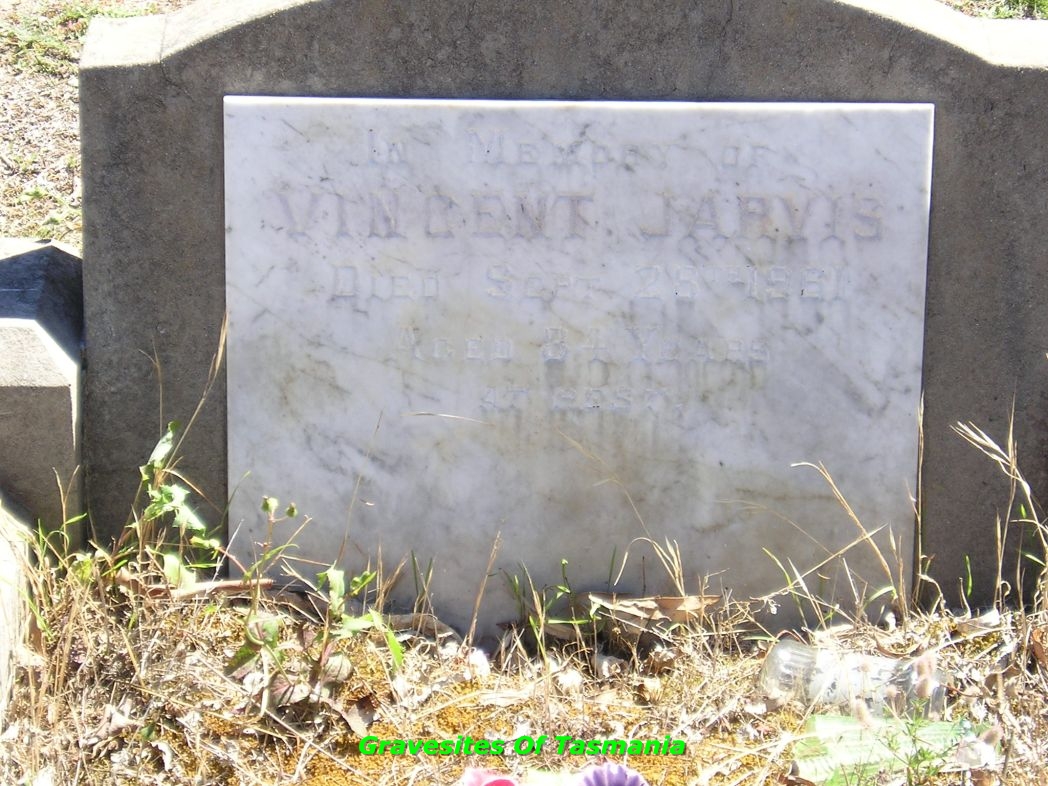 In Memory of
VINCENT JARVIS
Died Sept. 28th 1961
Aged 84 Years
AT REST.
Gravesites Of Tasmania